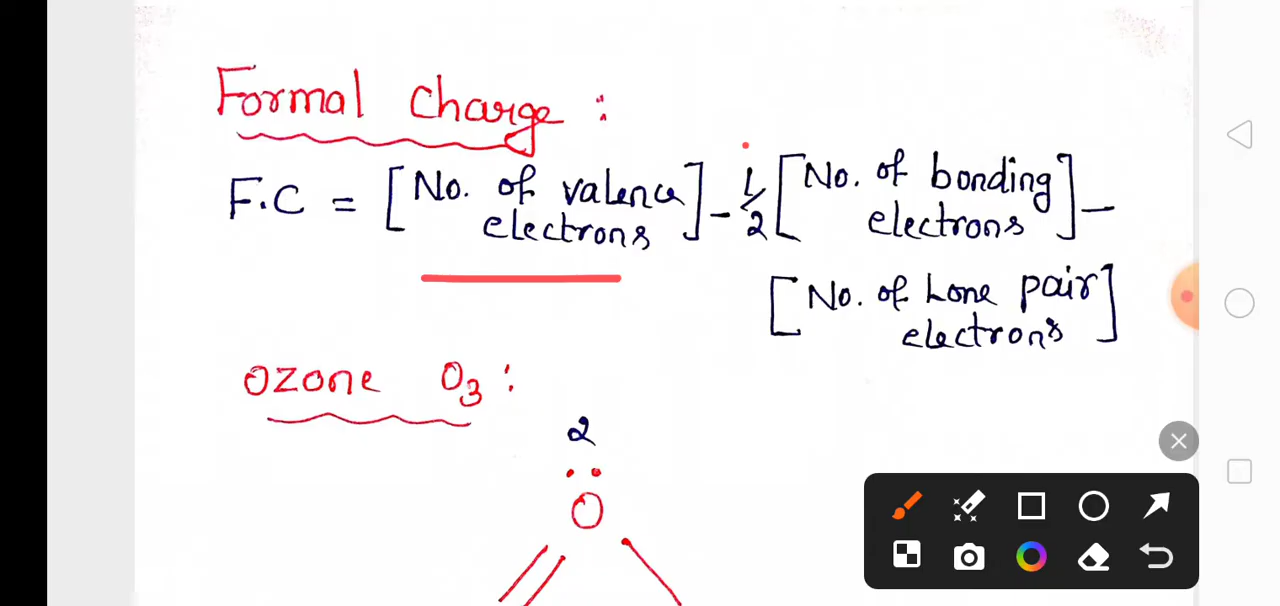 Formal Charge :
F.C = [No. of valence electrons] - 1/2 [No. of bonding electrons] -
[No. of Lone pair electrons]
Ozone O3 :
2
O